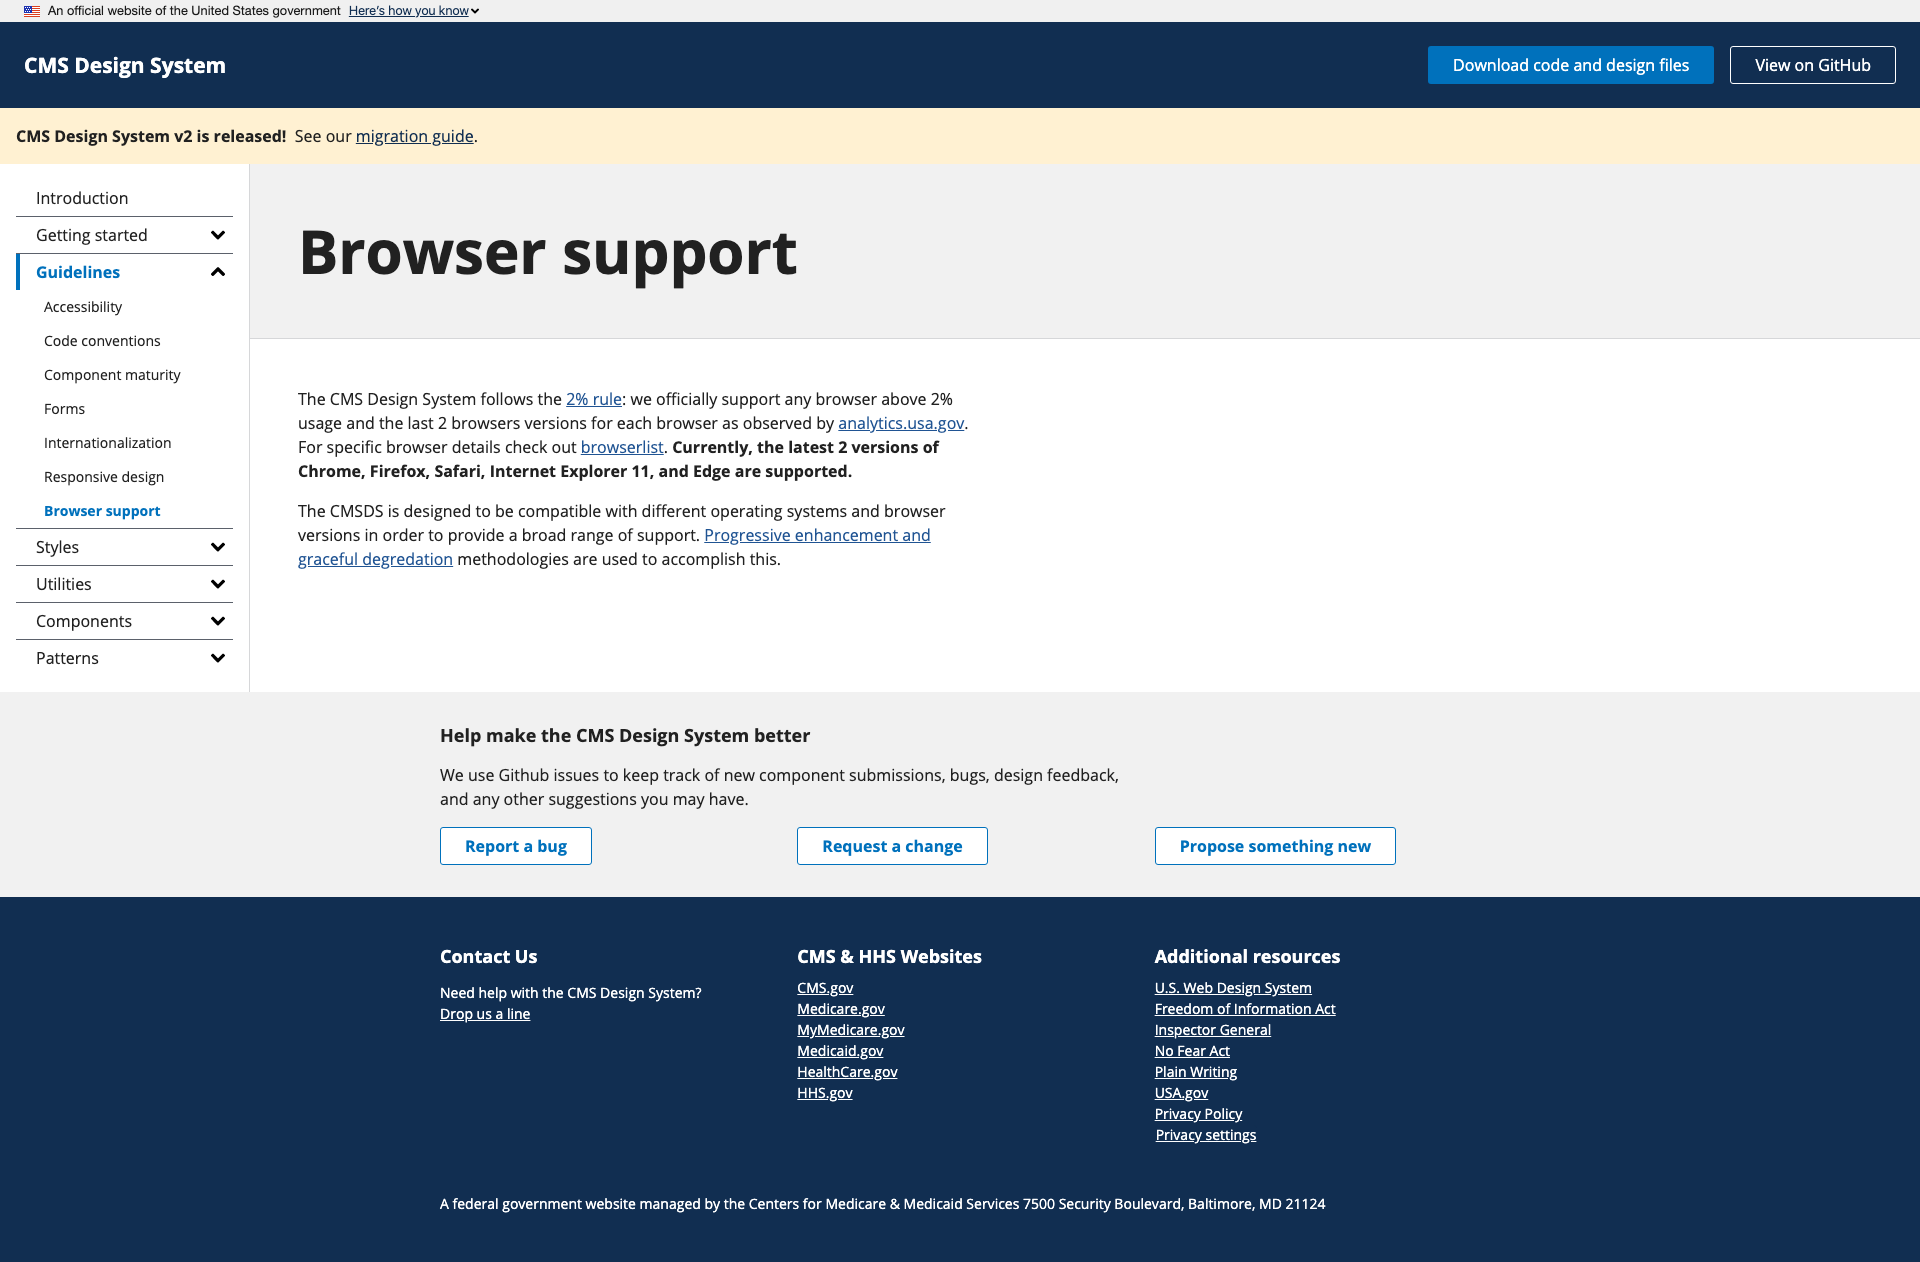 An official website of the United States government Here's how you know
CMS Design System
Download code and design files
View on GitHub
CMS Design System v2 is released! See our migration guide.
Introduction
Getting started
Guidelines
Accessibility
Code conventions
Component maturity
Forms
Internationalization
Responsive design
Browser support
Styles
Utilities
Components
Patterns
Browser support
The CMS Design System follows the 2% rule: we officially support any browser above 2%
usage and the last 2 browsers versions for each browser as observed by analytics.usa.gov.
For specific browser details check out browserlist. Currently, the latest 2 versions of
Chrome, Firefox, Safari, Internet Explorer 11, and Edge are supported.
The CMSDS is designed to be compatible with different operating systems and browser
versions in order to provide a broad range of support. Progressive enhancement and
graceful degredation methodologies are used to accomplish this.
Help make the CMS Design System better
We use Github issues to keep track of new component submissions, bugs, design feedback,
and any other suggestions you may have.
Report a bug
Request a change
Propose something new
Contact Us
Need help with the CMS Design System?
Drop us a line
CMS & HHS Websites
CMS.gov
Medicare.gov
MyMedicare.gov
Medicaid.gov
HealthCare.gov
HHS.gov
Additional resources
U.S. Web Design System
Freedom of Information Act
Inspector General
No Fear Act
Plain Writing
USA.gov
Privacy Policy
Privacy settings
A federal government website managed by the Centers for Medicare & Medicaid Services 7500 Security Boulevard, Baltimore, MD 21124